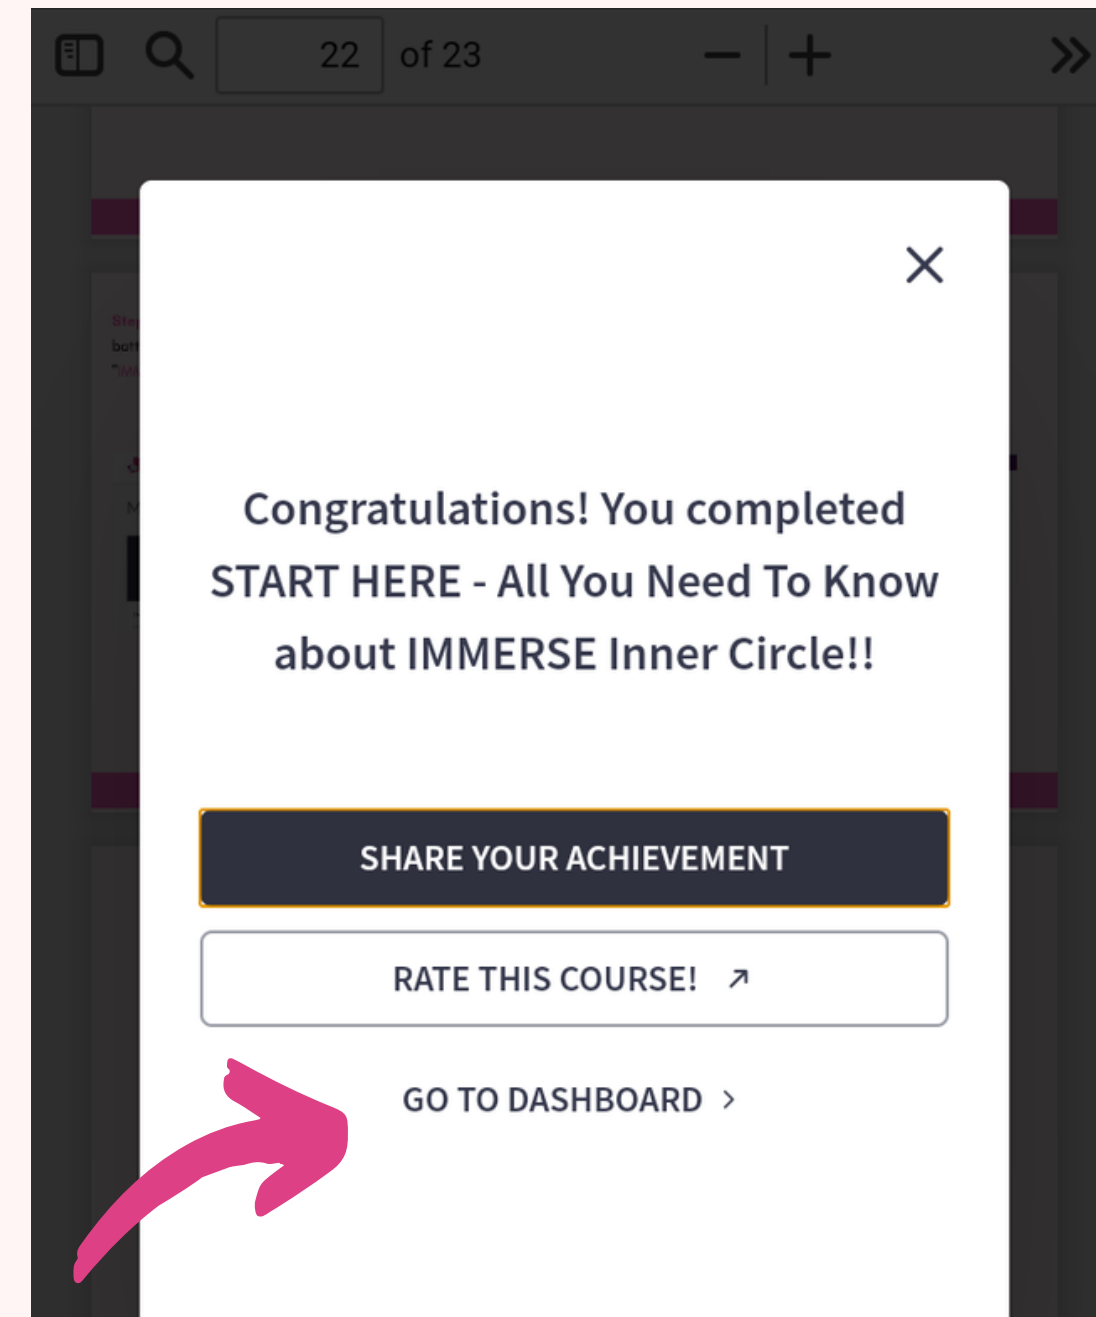 22 of 23
Congratulations! You completed
START HERE - All You Need To Know
about IMMERSE Inner Circle!!
SHARE YOUR ACHIEVEMENT
RATE THIS COURSE!
GO TO DASHBOARD